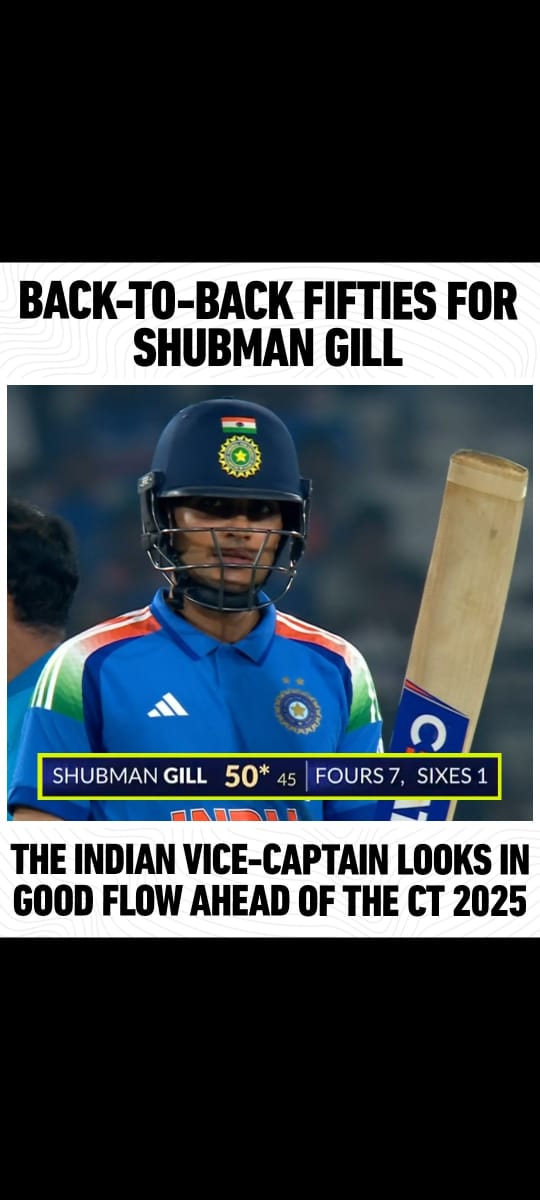 BACK-TO-BACK FIFTIES FOR
SHUBMAN GILL
SHUBMAN GILL 50* 45 FOURS 7, SIXES 1
THE INDIAN VICE-CAPTAIN LOOKS IN
GOOD FLOW AHEAD OF THE CT 2025